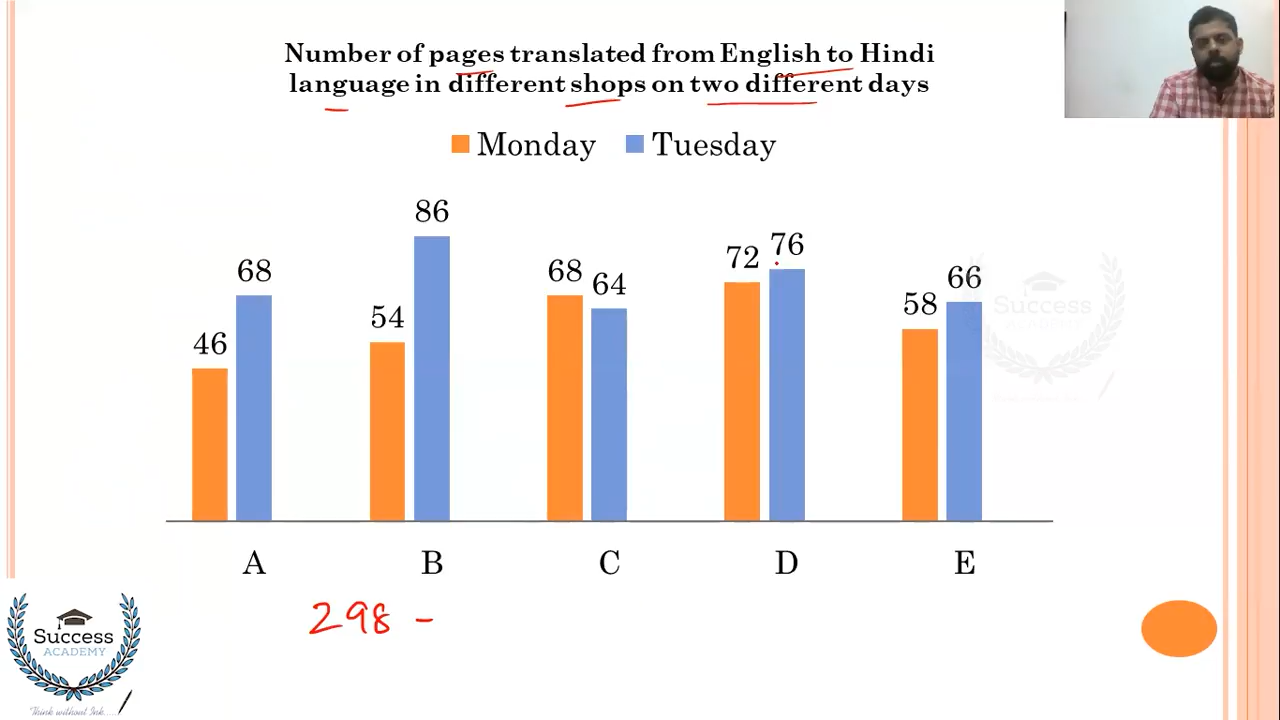 Number of pages translated from English to Hindi
language in different shops on two different days
Monday Tuesday
86
76
68
72
68
66
64
58
54
46
A B C D E
298 -
Success
ACADEMY
Think without Ink.....
Success